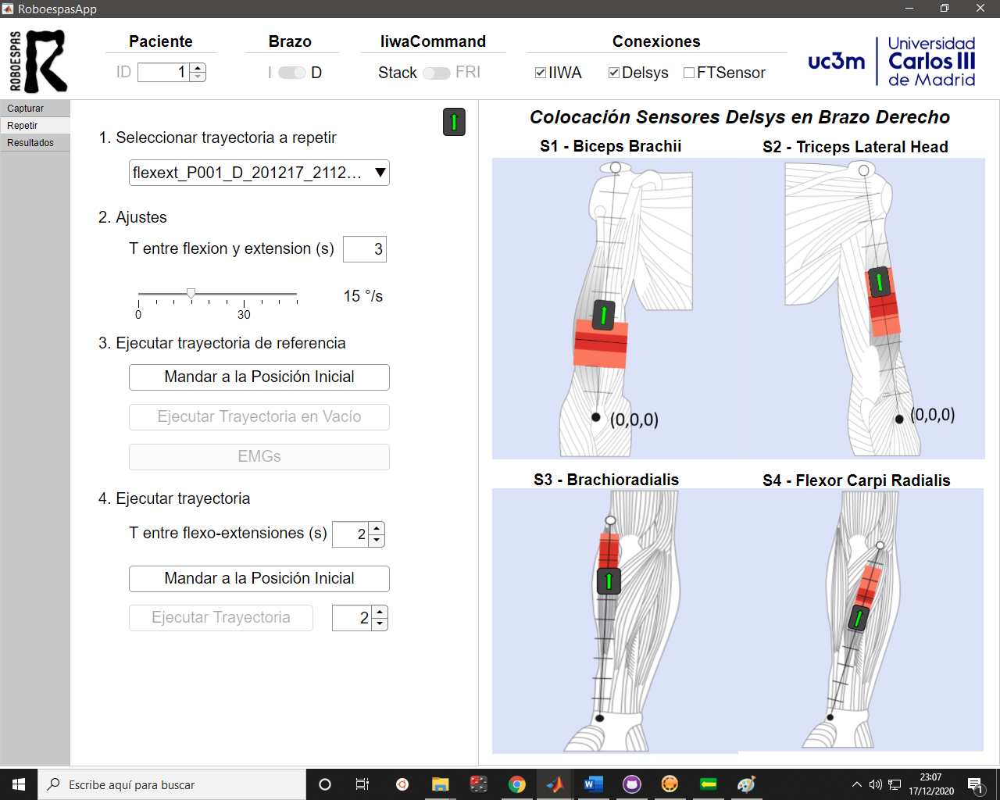 RoboespasApp
ROBOESPAS
Paciente
Brazo
IiwaCommand
Conexiones
ID 1
I D
Stack FRI
IIWA Delsys FTSensor
uc3m
Universidad
Carlos III
de Madrid
Capturar
Repetir
Resultados
1. Seleccionar trayectoria a repetir
flexext_P001_D_201217_2112...
2. Ajustes
T entre flexion y extension (s) 3
15 °/s
0 30
3. Ejecutar trayectoria de referencia
Mandar a la Posición Inicial
Ejecutar Trayectoria en Vacío
EMGs
4. Ejecutar trayectoria
T entre flexo-extensiones (s) 2
Mandar a la Posición Inicial
Ejecutar Trayectoria 2
Colocación Sensores Delsys en Brazo Derecho
S1 - Biceps Brachii
S2 - Triceps Lateral Head
(0,0,0)
(0,0,0)
S3 - Brachioradialis
S4 - Flexor Carpi Radialis
Escribe aquí para buscar
23:07
17/12/2020
1